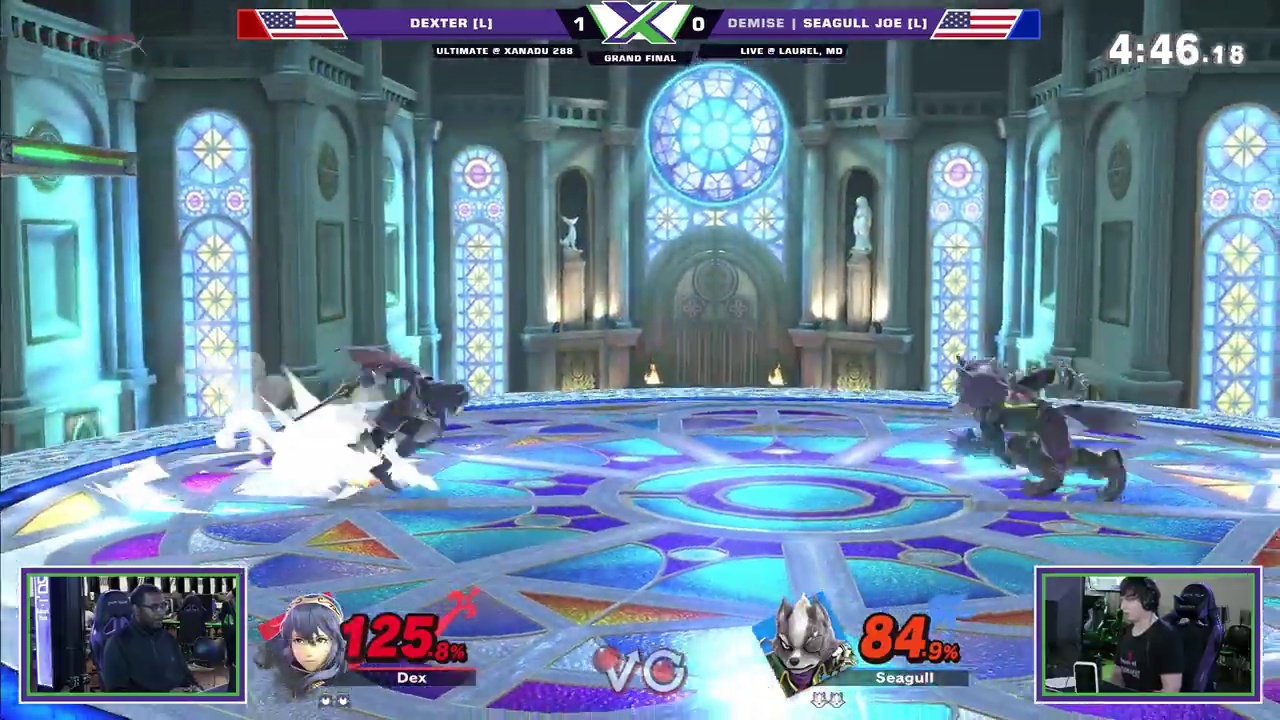 DEXTER [L] 1 0 DEMISE | SEAGULL JOE [L]
ULTIMATE @ XANADU 288 GRAND FINAL LIVE @ LAUREL, MD
4:46.18
125.8% 84.9%
Dex VS Seagull